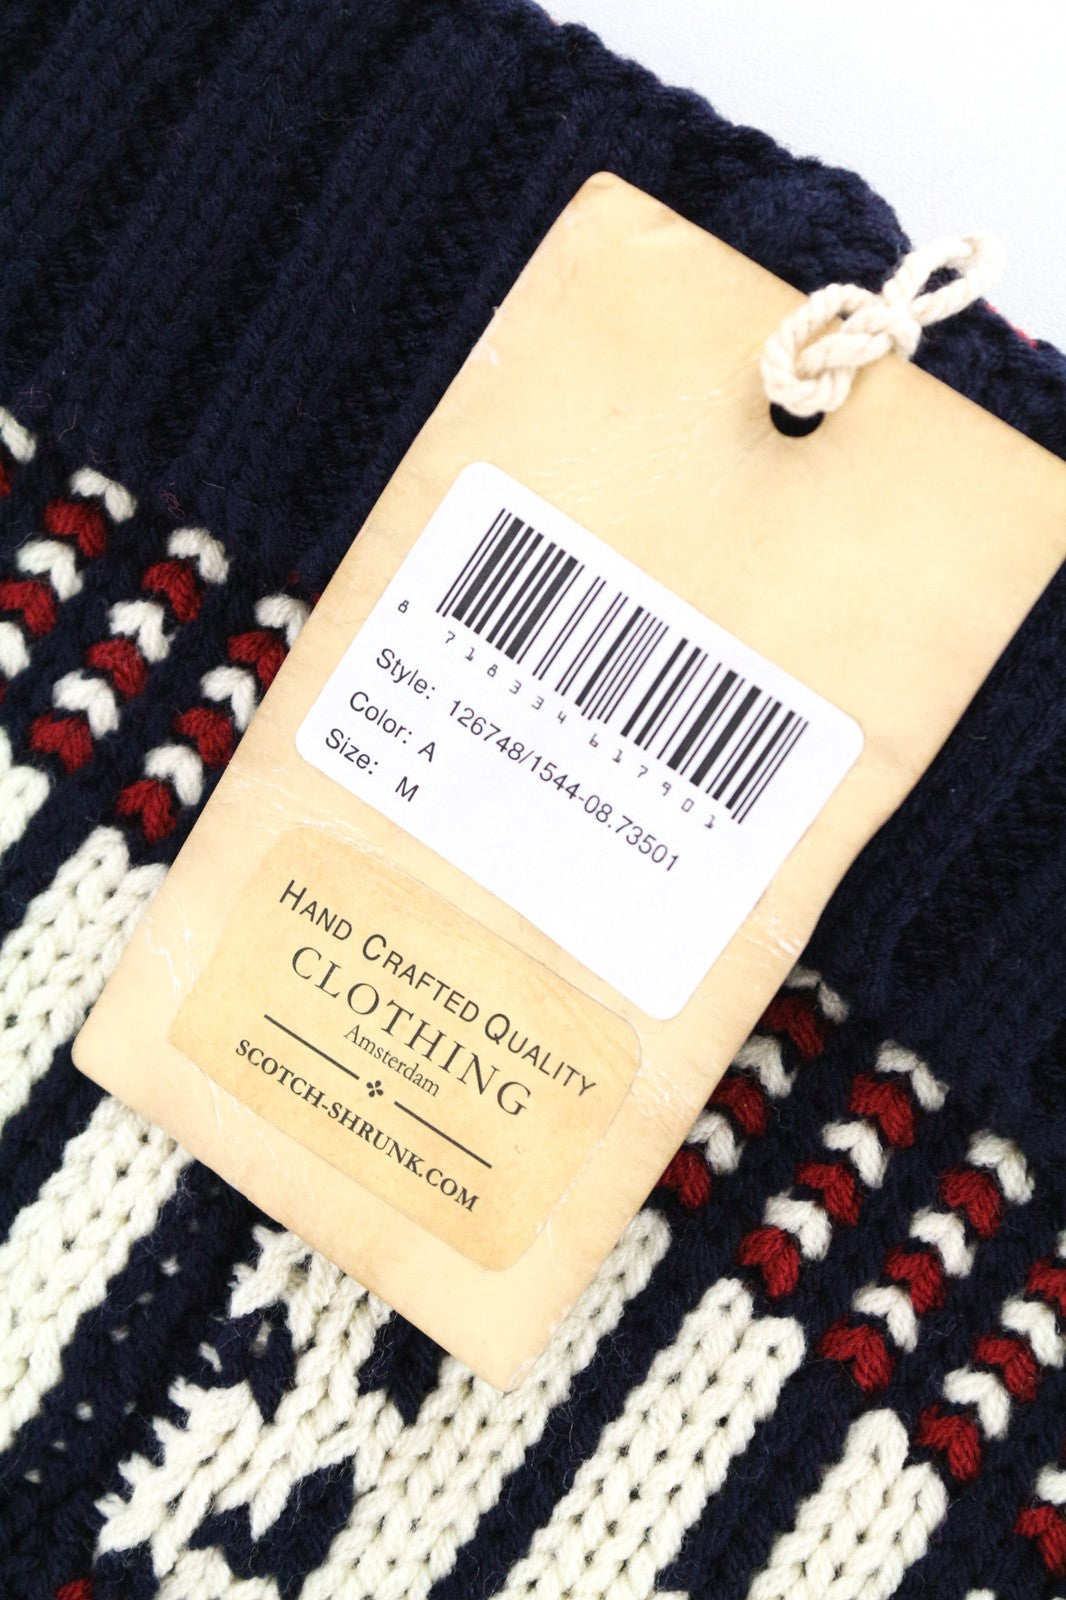 8 718334 617901
Style: 126748/1544-08.73501
Color: A
Size: M
HAND CRAFTED QUALITY
CLOTHING
Amsterdam
SCOTCH-SHRUNK.COM